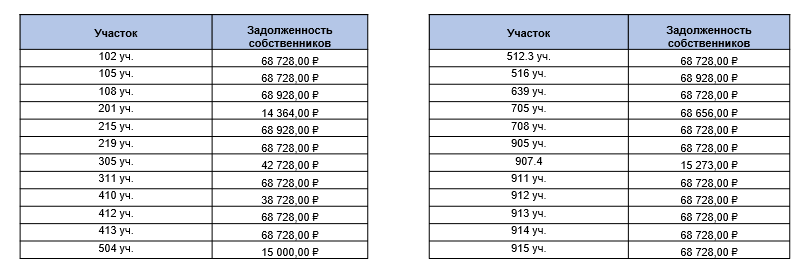 Участок Задолженность собственников
102 уч. 68 728,00 ₽
105 уч. 68 728,00 ₽
108 уч. 68 928,00 ₽
201 уч. 14 364,00 ₽
215 уч. 68 928,00 ₽
219 уч. 68 728,00 ₽
305 уч. 42 728,00 ₽
311 уч. 68 728,00 ₽
410 уч. 38 728,00 ₽
412 уч. 68 728,00 ₽
413 уч. 68 728,00 ₽
504 уч. 15 000,00 ₽
Участок Задолженность собственников
512.3 уч. 68 728,00 ₽
516 уч. 68 928,00 ₽
639 уч. 68 728,00 ₽
705 уч. 68 656,00 ₽
708 уч. 68 728,00 ₽
905 уч. 68 728,00 ₽
907.4 15 273,00 ₽
911 уч. 68 728,00 ₽
912 уч. 68 728,00 ₽
913 уч. 68 728,00 ₽
914 уч. 68 728,00 ₽
915 уч. 68 728,00 ₽